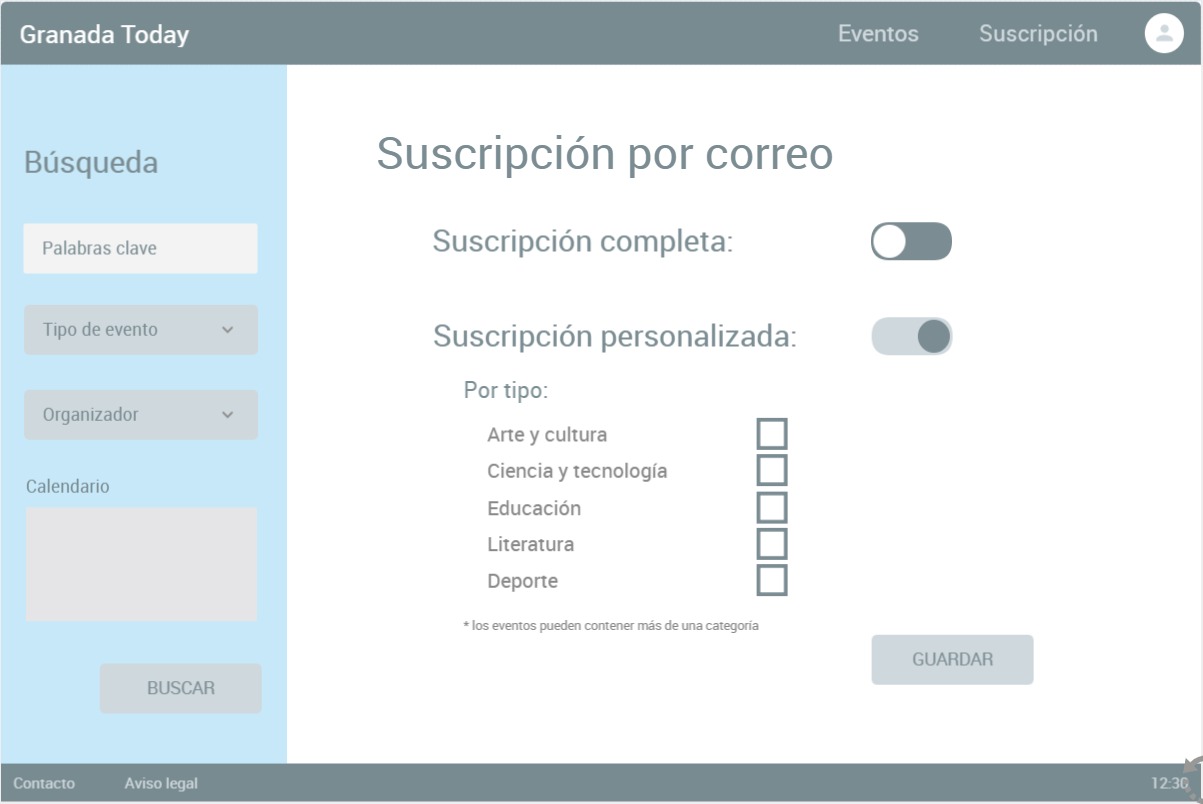 Granada Today
Eventos
Suscripción
Búsqueda
Palabras clave
Tipo de evento
Organizador
Calendario
BUSCAR
Suscripción por correo
Suscripción completa:
Suscripción personalizada:
Por tipo:
Arte y cultura
Ciencia y tecnología
Educación
Literatura
Deporte
* los eventos pueden contener más de una categoría
GUARDAR
Contacto
Aviso legal
12:30